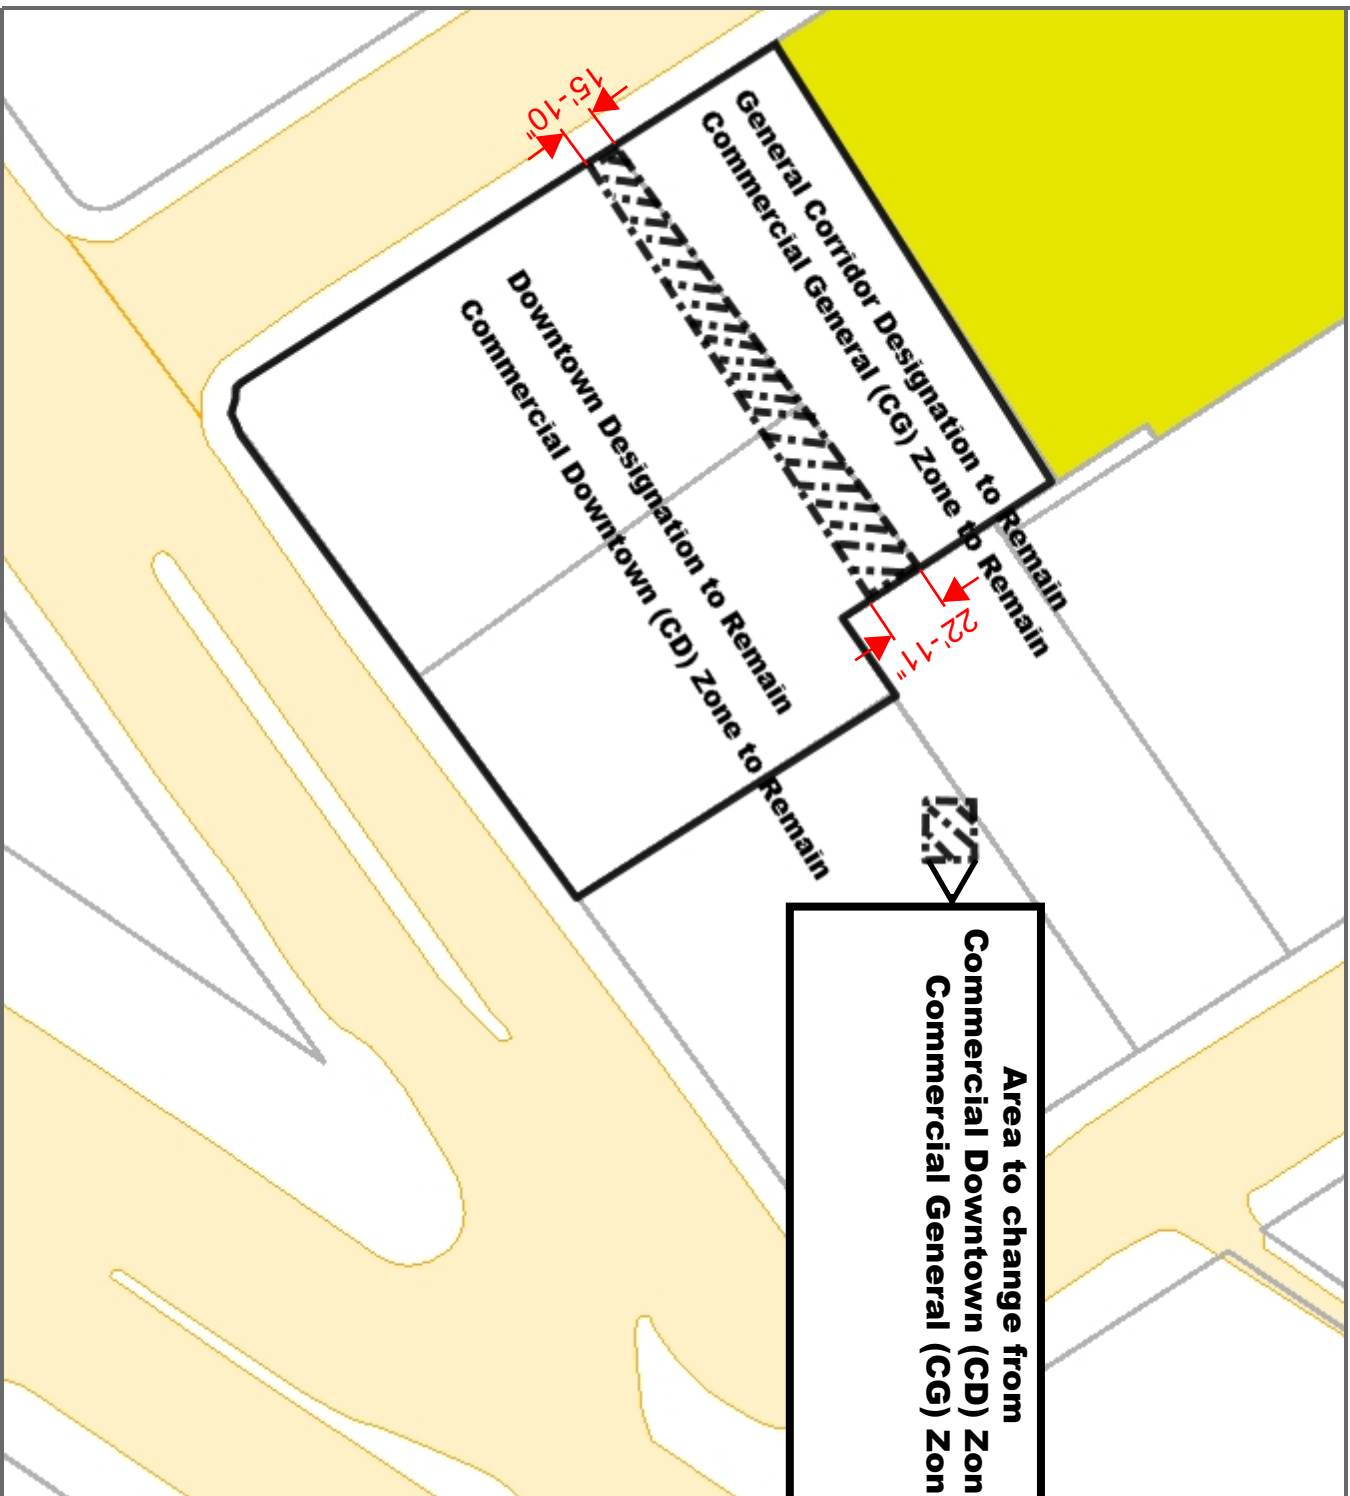 15'-10"
General Corridor Designation to Remain
Commercial General (CG) Zone to Remain
Downtown Designation to Remain
Commercial Downtown (CD) Zone to Remain
22'-11"
Area to change from
Commercial Downtown (CD) Zon
Commercial General (CG) Zon